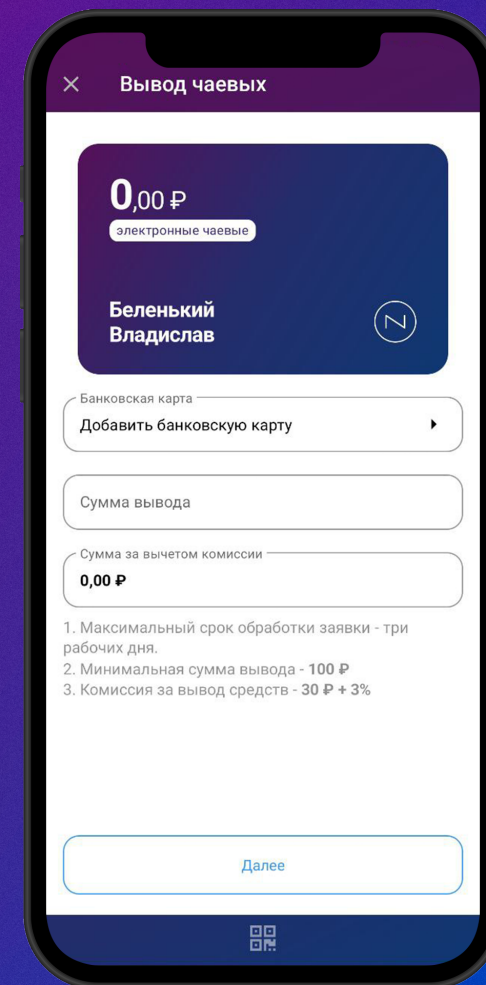 Вывод чаевых
0,00 ₽
электронные чаевые
Беленький
Владислав
Банковская карта
Добавить банковскую карту
Сумма вывода
Сумма за вычетом комиссии
0,00 ₽
1. Максимальный срок обработки заявки - три
рабочих дня.
2. Минимальная сумма вывода - 100 ₽
3. Комиссия за вывод средств - 30 ₽ + 3%
Далее